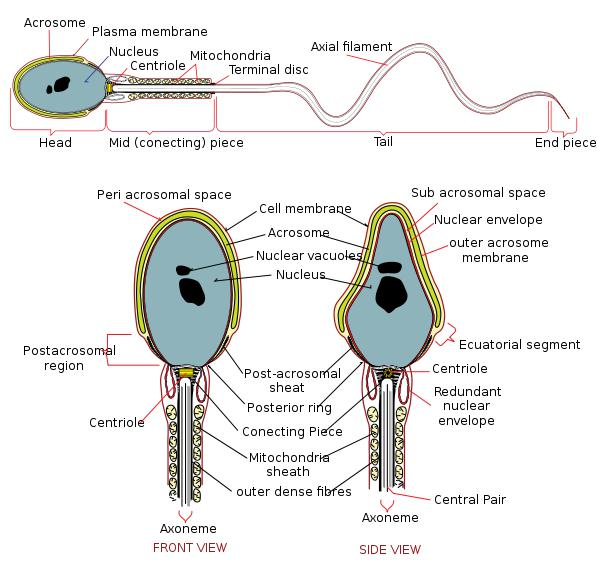 Acrosome
Plasma membrane
Nucleus
Centriole
Mitochondria
Terminal disc
Axial filament
Head
Mid (conecting) piece
Tail
End piece
Peri acrosomal space
Cell membrane
Acrosome
Nuclear vacuoles
Nucleus
Sub acrosomal space
Nuclear envelope
outer acrosome
membrane
Postacrosomal
region
Ecuatorial segment
Post-acrosomal
sheat
Posterior ring
Centriole
Redundant
nuclear
envelope
Centriole
Conecting Piece
Mitochondria
sheath
outer dense fibres
Central Pair
Axoneme
Axoneme
FRONT VIEW
SIDE VIEW